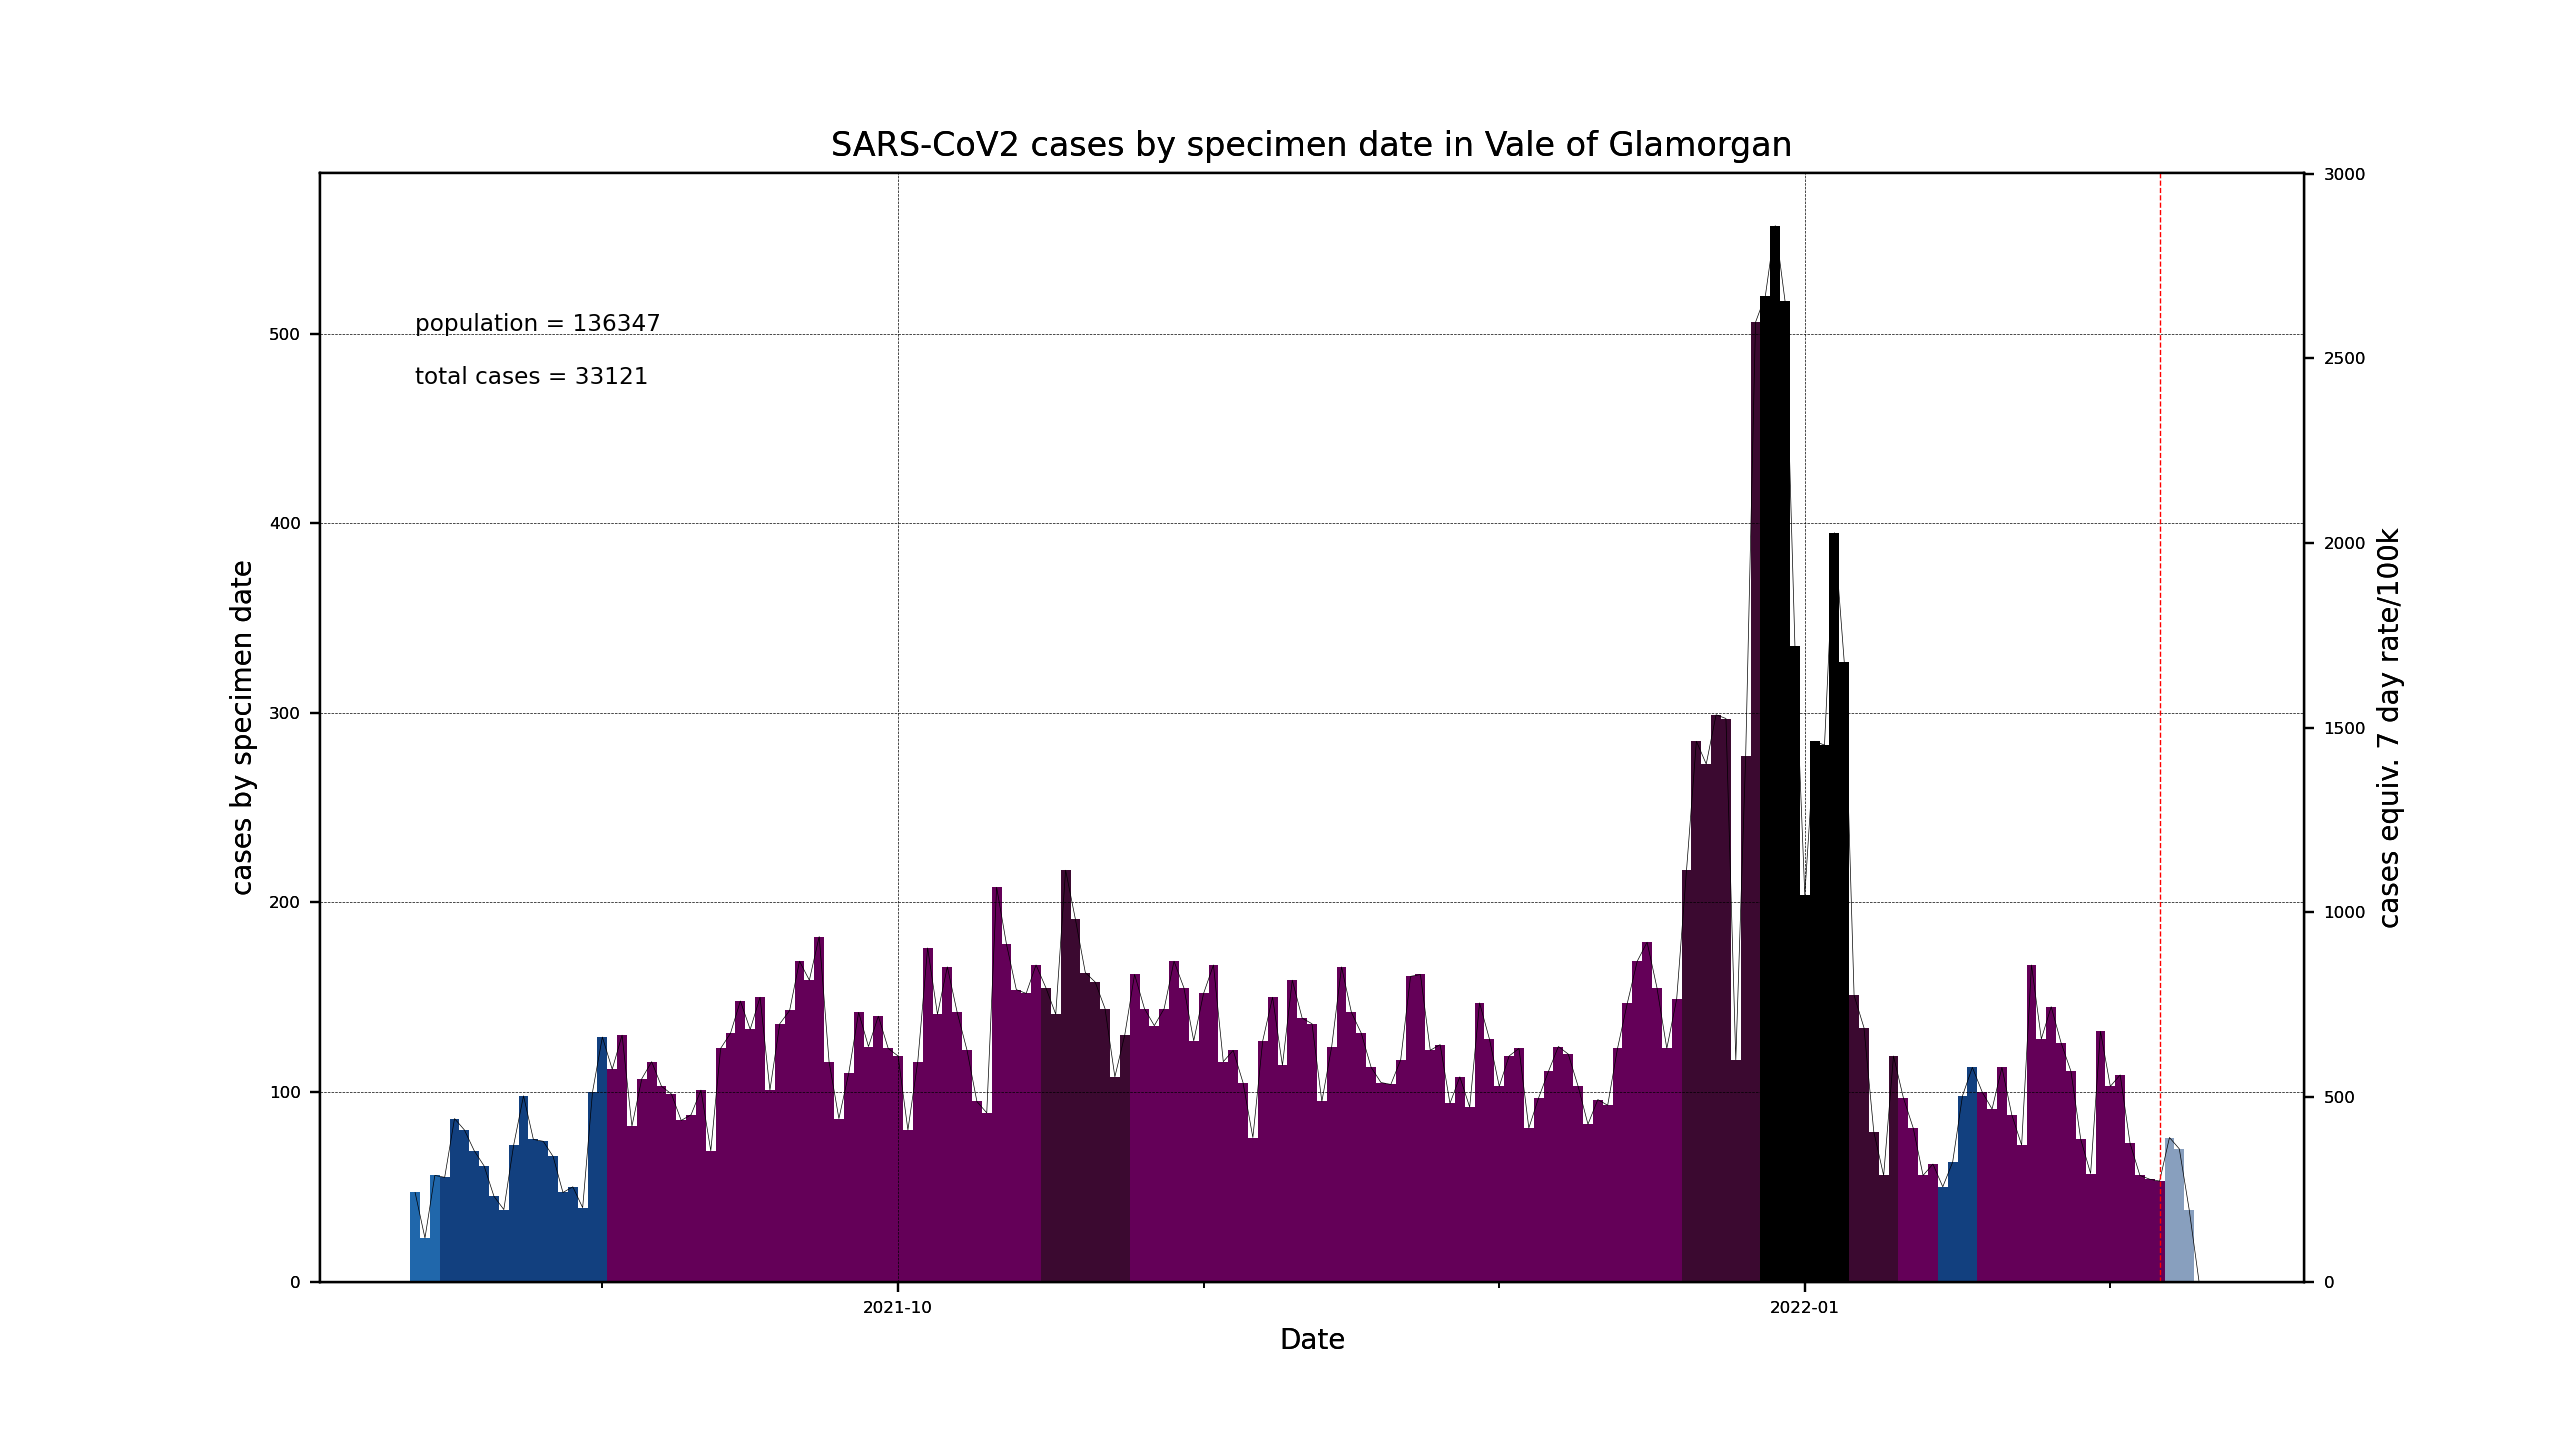 SARS-CoV2 cases by specimen date in Vale of Glamorgan
population = 136347
total cases = 33121
cases by specimen date
500
400
300
200
100
0
3000
2500
2000
1500
1000
500
0
cases equiv. 7 day rate/100k
2021-10
2022-01
Date